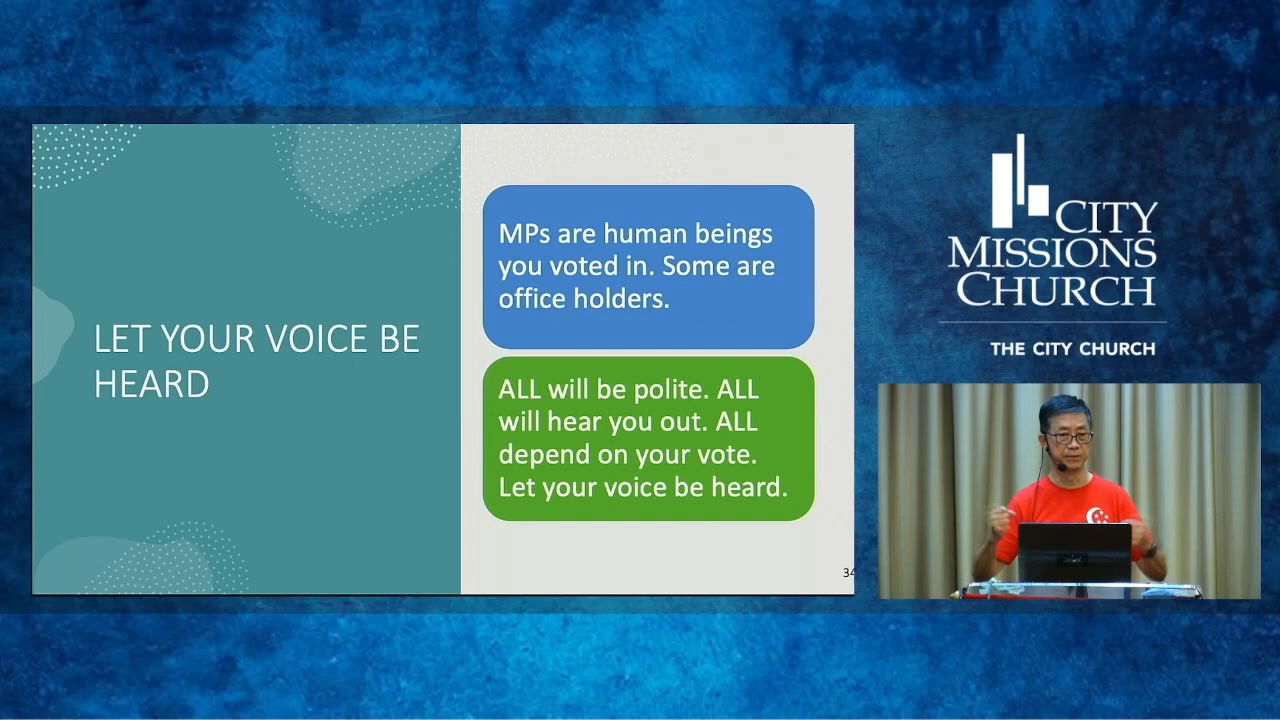 LET YOUR VOICE BE
HEARD
MPs are human beings
you voted in. Some are
office holders.
ALL will be polite. ALL
will hear you out. ALL
depend on your vote.
Let your voice be heard.
34
CITY
MISSIONS
CHURCH
THE CITY CHURCH